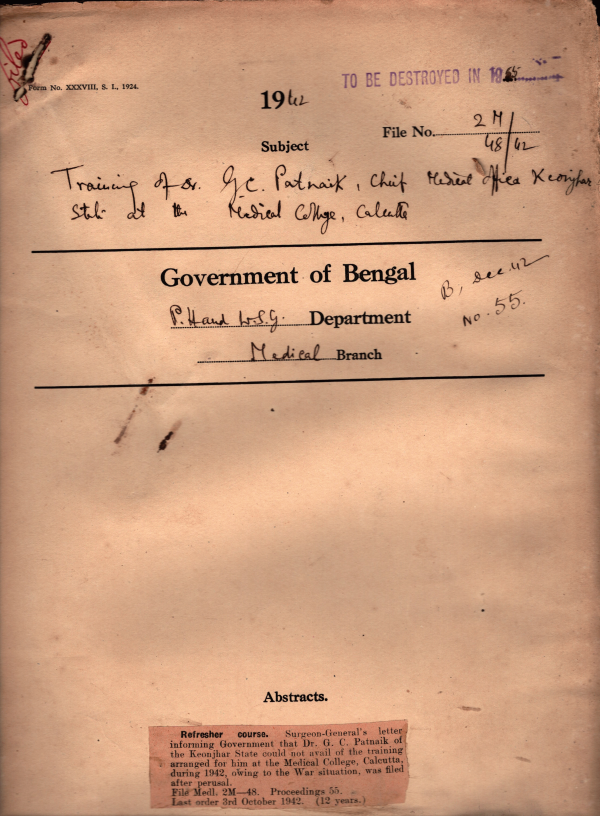 filed
Form No. XXXVIII, S. I., 1924.
TO BE DESTROYED IN 1955
1942
File No. 2M/48/42
Subject
Training of Dr. G. C. Patnaik, Chief Medical Officer Keonjhar
State at the Medical College, Calcutta
Government of Bengal
B, Dec. 42
No. 55.
P. H and L. S. G. Department
Medical Branch
Abstracts.
Refresher course. Surgeon-General's letter
informing Government that Dr. G. C. Patnaik of
the Keonjhar State could not avail of the training
arranged for him at the Medical College, Calcutta,
during 1942, owing to the War situation, was filed
after perusal.
File Medl. 2M—48. Proceedings 55.
Last order 3rd October 1942. (12 years.)